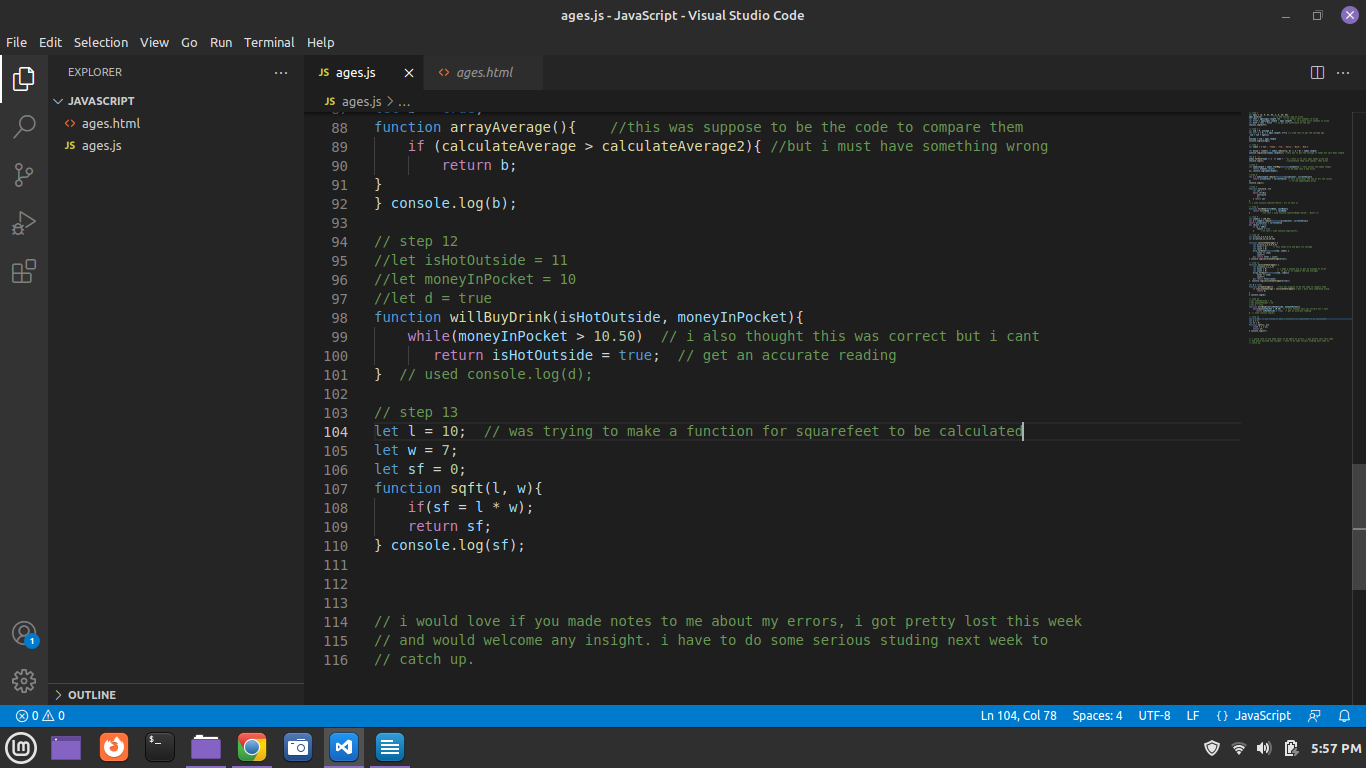 ages.js - JavaScript - Visual Studio Code
File Edit Selection View Go Run Terminal Help
EXPLORER
JS ages.js
<> ages.html
JAVASCRIPT
JS ages.js > ...
<> ages.html
JS ages.js
88 function arrayAverage(){    //this was suppose to be the code to compare them
89     if (calculateAverage > calculateAverage2){ //but i must have something wrong
90         return b;
91 }
92 } console.log(b);
93
94 // step 12
95 //let isHotOutside = 11
96 //let moneyInPocket = 10
97 //let d = true
98 function willBuyDrink(isHotOutside, moneyInPocket){
99     while(moneyInPocket > 10.50)  // i also thought this was correct but i cant
100        return isHotOutside = true;  // get an accurate reading
101 }  // used console.log(d);
102
103 // step 13
104 let l = 10;  // was trying to make a function for squarefeet to be calculated
105 let w = 7;
106 let sf = 0;
107 function sqft(l, w){
108     if(sf = l * w);
109     return sf;
110 } console.log(sf);
111
112
113
114 // i would love if you made notes to me about my errors, i got pretty lost this week
115 // and would welcome any insight. i have to do some serious studing next week to
116 // catch up.
1
OUTLINE
0 0
Ln 104, Col 78 Spaces: 4 UTF-8 LF {} JavaScript
5:57 PM